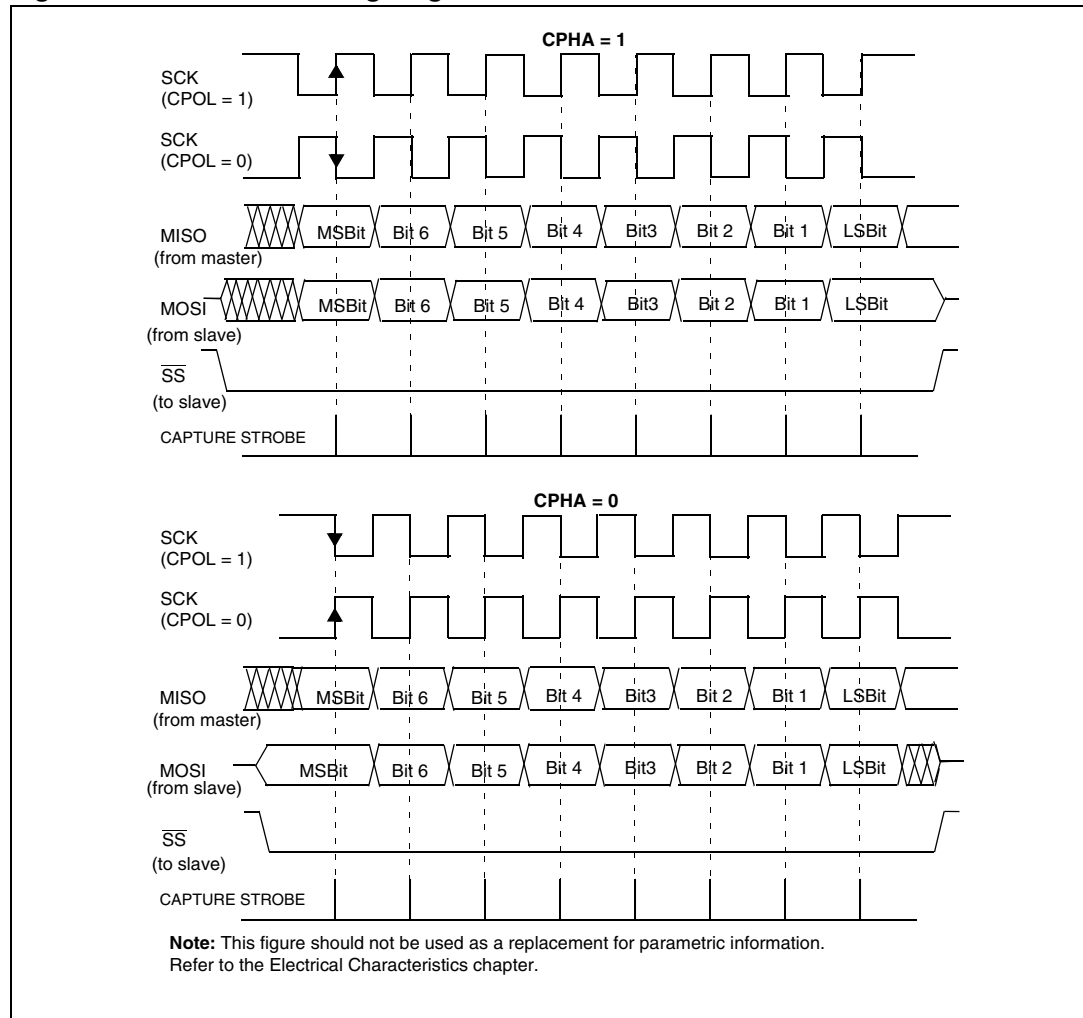 CPHA = 1
SCK
(CPOL = 1)
SCK
(CPOL = 0)
MISO
(from master)
MSBit Bit 6 Bit 5 Bit 4 Bit3 Bit 2 Bit 1 LSBit
MOSI
(from slave)
MSBit Bit 6 Bit 5 Bit 4 Bit3 Bit 2 Bit 1 LSBit
SS
(to slave)
CAPTURE STROBE
CPHA = 0
SCK
(CPOL = 1)
SCK
(CPOL = 0)
MISO
(from master)
MSBit Bit 6 Bit 5 Bit 4 Bit3 Bit 2 Bit 1 LSBit
MOSI
(from slave)
MSBit Bit 6 Bit 5 Bit 4 Bit3 Bit 2 Bit 1 LSBit
SS
(to slave)
CAPTURE STROBE
Note: This figure should not be used as a replacement for parametric information.
Refer to the Electrical Characteristics chapter.